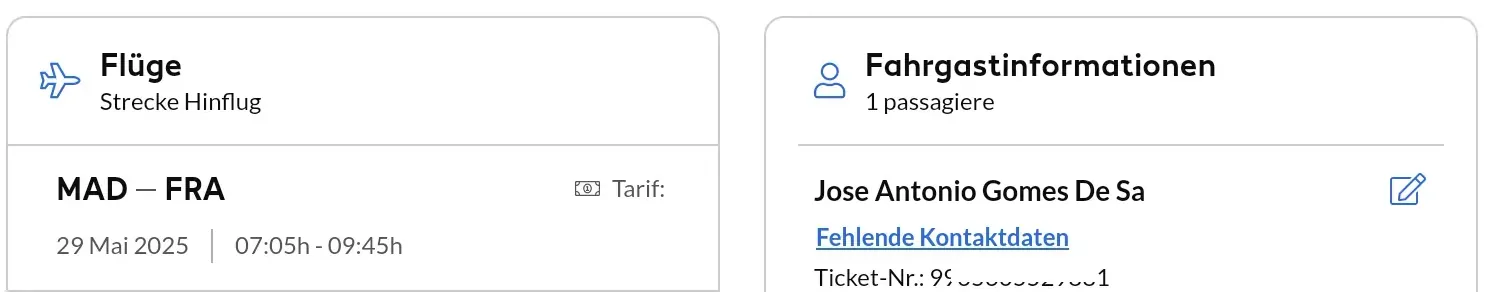 Flüge
Strecke Hinflug
MAD — FRA
Tarif:
29 Mai 2025 | 07:05h - 09:45h
Fahrgastinformationen
1 passagiere
Jose Antonio Gomes De Sa
Fehlende Kontaktdaten
Ticket-Nr.: